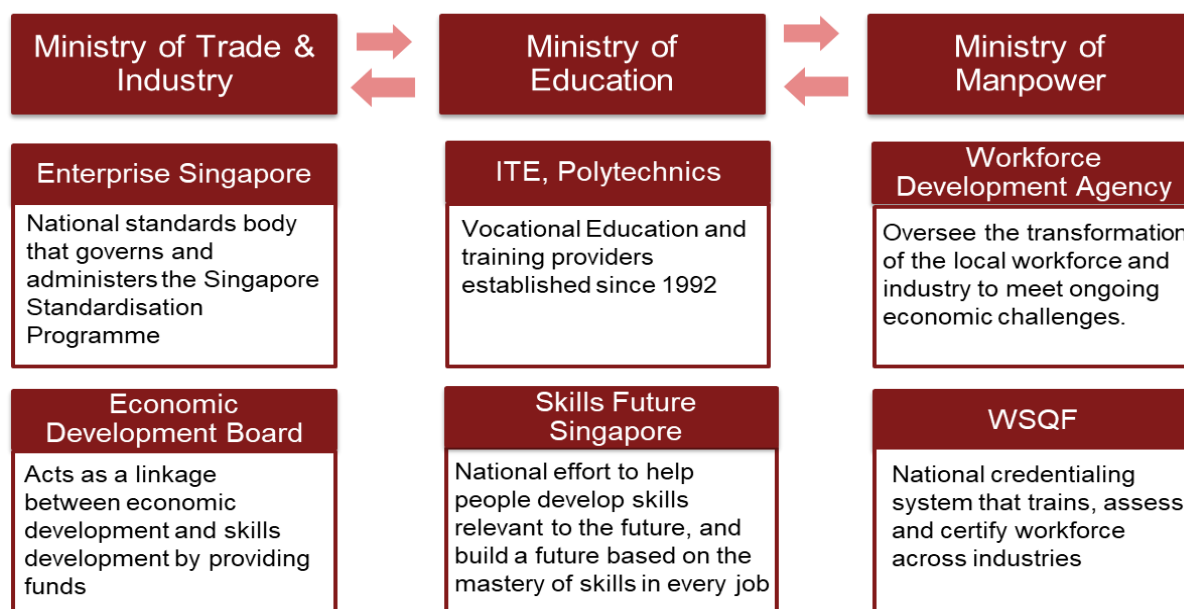 Ministry of Trade &
Industry
Ministry of
Education
Ministry of
Manpower
Enterprise Singapore
National standards body
that governs and
administers the Singapore
Standardisation
Programme
ITE, Polytechnics
Vocational Education and
training providers
established since 1992
Workforce
Development Agency
Oversee the transformation
of the local workforce and
industry to meet ongoing
economic challenges.
Economic
Development Board
Acts as a linkage
between economic
development and skills
development by providing
funds
Skills Future
Singapore
National effort to help
people develop skills
relevant to the future, and
build a future based on the
mastery of skills in every job
WSQF
National credentialing
system that trains, assess
and certify workforce
across industries